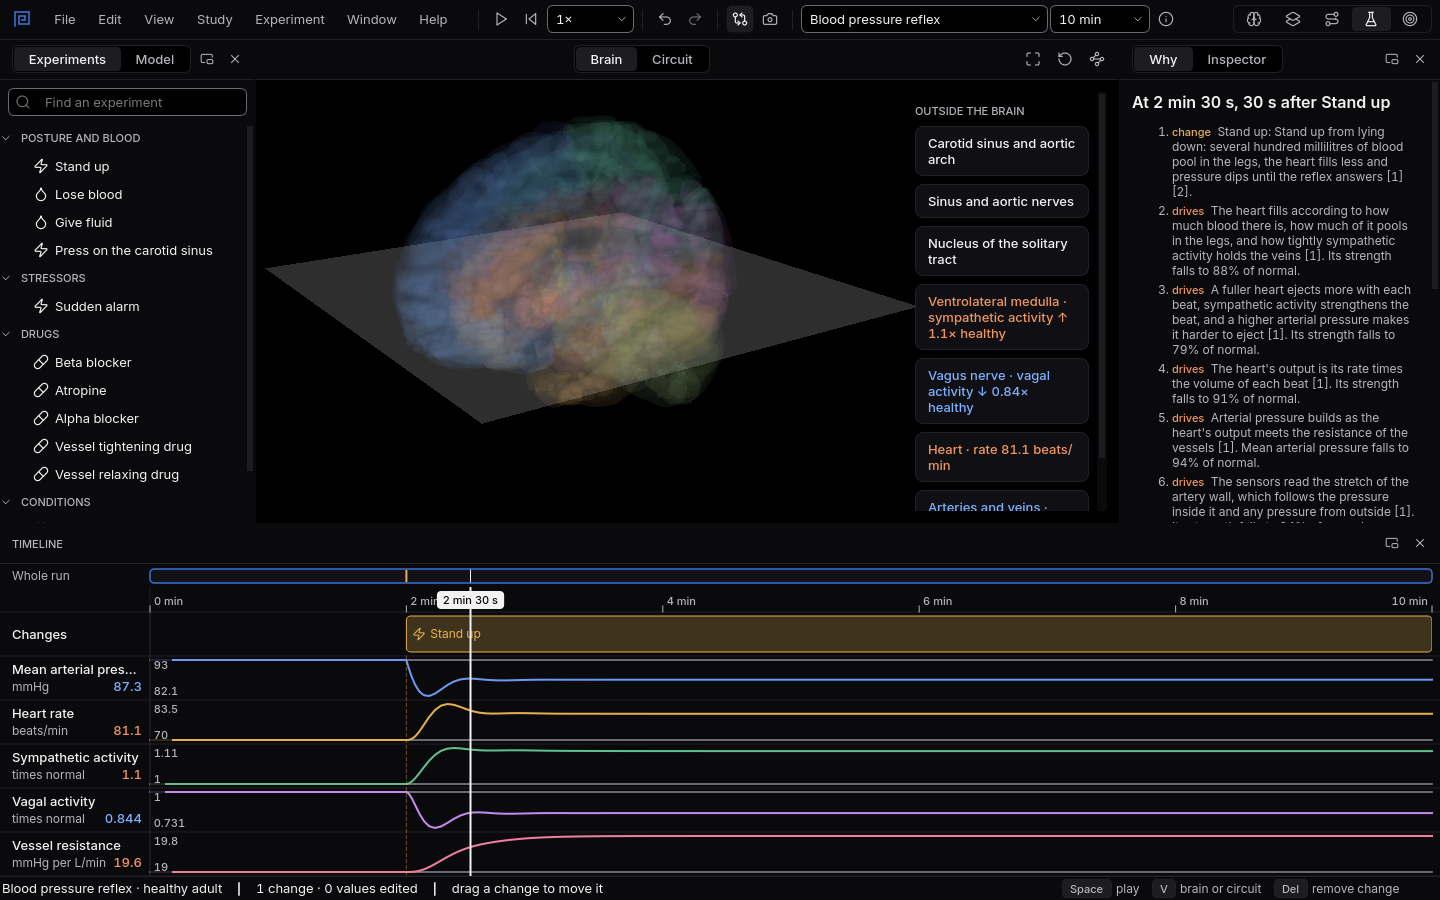 File Edit View Study Experiment Window Help
1×
Blood pressure reflex
10 min
Experiments Model
Brain Circuit
Why Inspector
Find an experiment
POSTURE AND BLOOD
Stand up
Lose blood
Give fluid
Press on the carotid sinus
STRESSORS
Sudden alarm
DRUGS
Beta blocker
Atropine
Alpha blocker
Vessel tightening drug
Vessel relaxing drug
CONDITIONS
OUTSIDE THE BRAIN
Carotid sinus and aortic
arch
Sinus and aortic nerves
Nucleus of the solitary
tract
Ventrolateral medulla ·
sympathetic activity ↑
1.1× healthy
Vagus nerve · vagal
activity ↓ 0.84×
healthy
Heart · rate 81.1 beats/
min
Arteries and veins ·
At 2 min 30 s, 30 s after Stand up
1. change Stand up: Stand up from lying
down: several hundred millilitres of blood
pool in the legs, the heart fills less and
pressure dips until the reflex answers [1]
[2].
2. drives The heart fills according to how
much blood there is, how much of it pools
in the legs, and how tightly sympathetic
activity holds the veins [1]. Its strength
falls to 88% of normal.
3. drives A fuller heart ejects more with each
beat, sympathetic activity strengthens the
beat, and a higher arterial pressure makes
it harder to eject [1]. Its strength falls to
79% of normal.
4. drives The heart's output is its rate times
the volume of each beat [1]. Its strength
falls to 91% of normal.
5. drives Arterial pressure builds as the
heart's output meets the resistance of the
vessels [1]. Mean arterial pressure falls to
94% of normal.
6. drives The sensors read the stretch of the
artery wall, which follows the pressure
inside it and any pressure from outside [1].
TIMELINE
Whole run
0 min 2 min 2 min 30 s 4 min 6 min 8 min 10 min
Changes
Stand up
Mean arterial pres... 93
mmHg 87.3 82.1
Heart rate 83.5
beats/min 81.1 70
Sympathetic activity 1.11
times normal 1.1 1
Vagal activity 1
times normal 0.844 0.731
Vessel resistance 19.8
mmHg per L/min 19.6 19
Blood pressure reflex · healthy adult | 1 change · 0 values edited | drag a change to move it
Space play V brain or circuit Del remove change